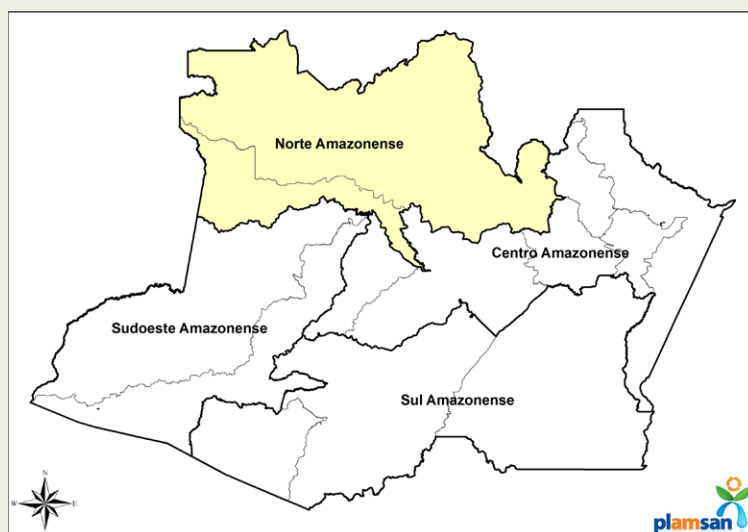 Norte Amazonense
Centro Amazonense
Sudoeste Amazonense
Sul Amazonense
N
W
E
S
plamsan